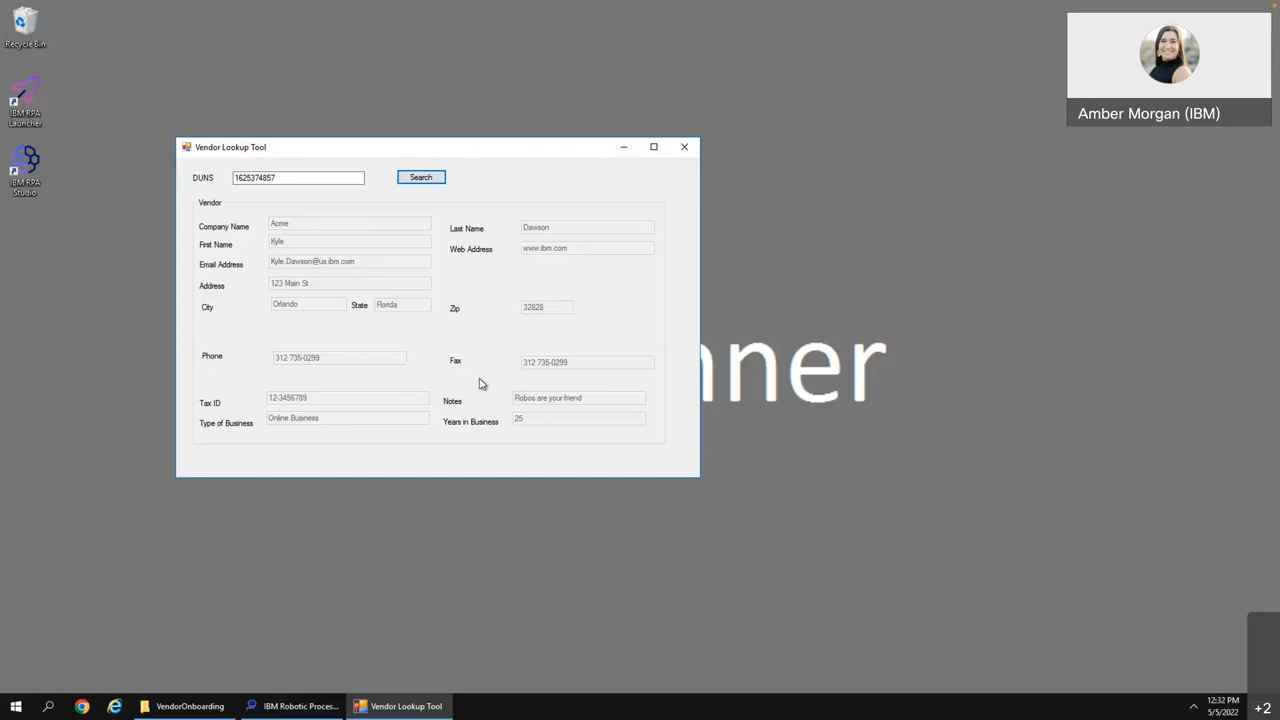 Recycle Bin
IBM RPA
Launcher
IBM RPA
Studio
Amber Morgan (IBM)
Vendor Lookup Tool
DUNS 1625374857 Search
Vendor
Company Name Acme
Last Name Dawson
First Name Kyle
Web Address www.ibm.com
Email Address Kyle.Dawson@us.ibm.com
Address 123 Main St
City Orlando State Florida Zip 32828
Phone 312 735-0299 Fax 312 735-0299
Tax ID 12-3456789 Notes Robos are your friend
Type of Business Online Business Years in Business 25
nner
VendorOnboarding IBM Robotic Proces... Vendor Lookup Tool
12:32 PM
5/5/2022
+2